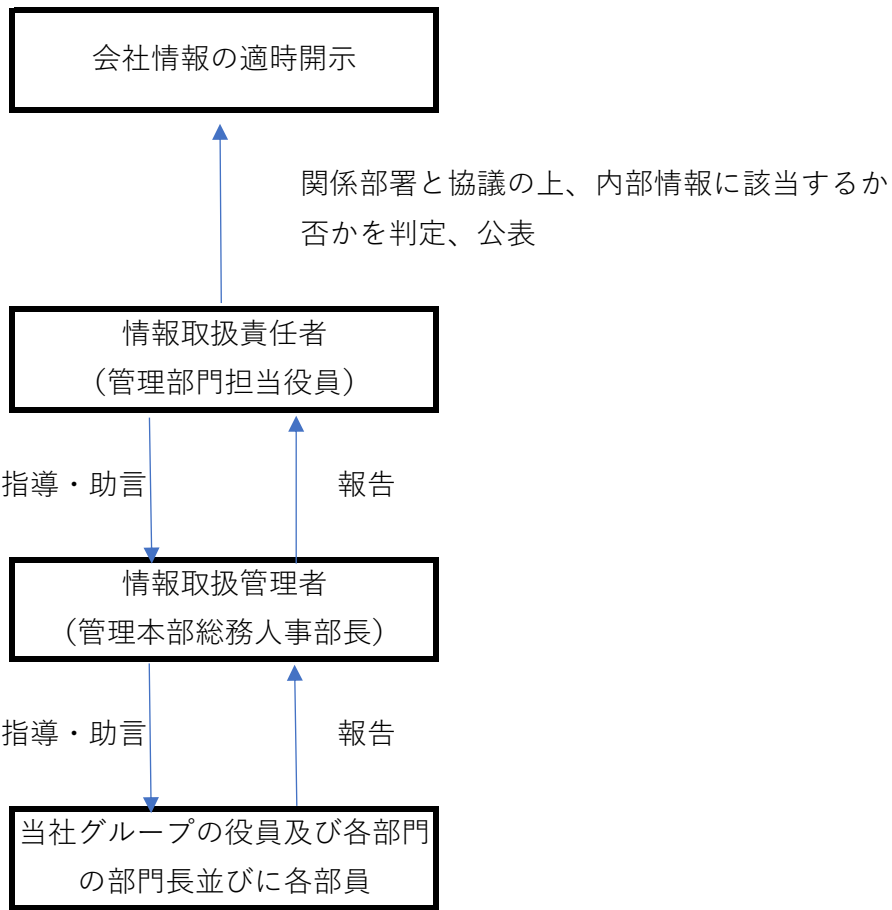 会社情報の適時開示
関係部署と協議の上、内部情報に該当するか
否かを判定、公表
情報取扱責任者
（管理部門担当役員）
指導・助言
報告
情報取扱管理者
（管理本部総務人事部長）
指導・助言
報告
当社グループの役員及び各部門
の部門長並びに各部員